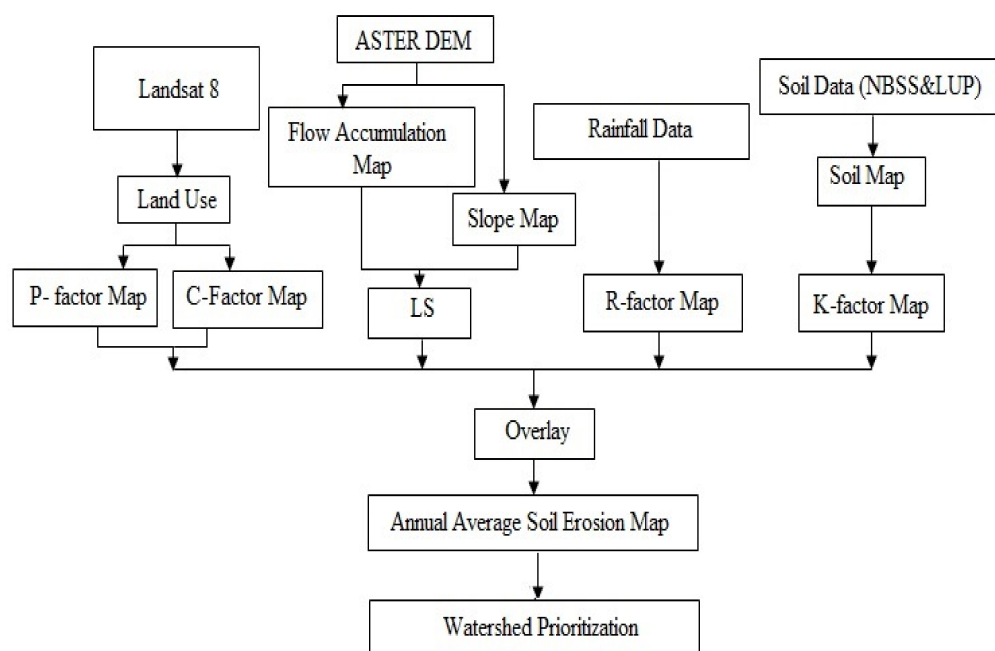 ASTER DEM
Landsat 8
Soil Data (NBSS&LUP)
Flow Accumulation
Map
Rainfall Data
Soil Map
Land Use
Slope Map
P- factor Map
C-Factor Map
LS
R-factor Map
K-factor Map
Overlay
Annual Average Soil Erosion Map
Watershed Prioritization